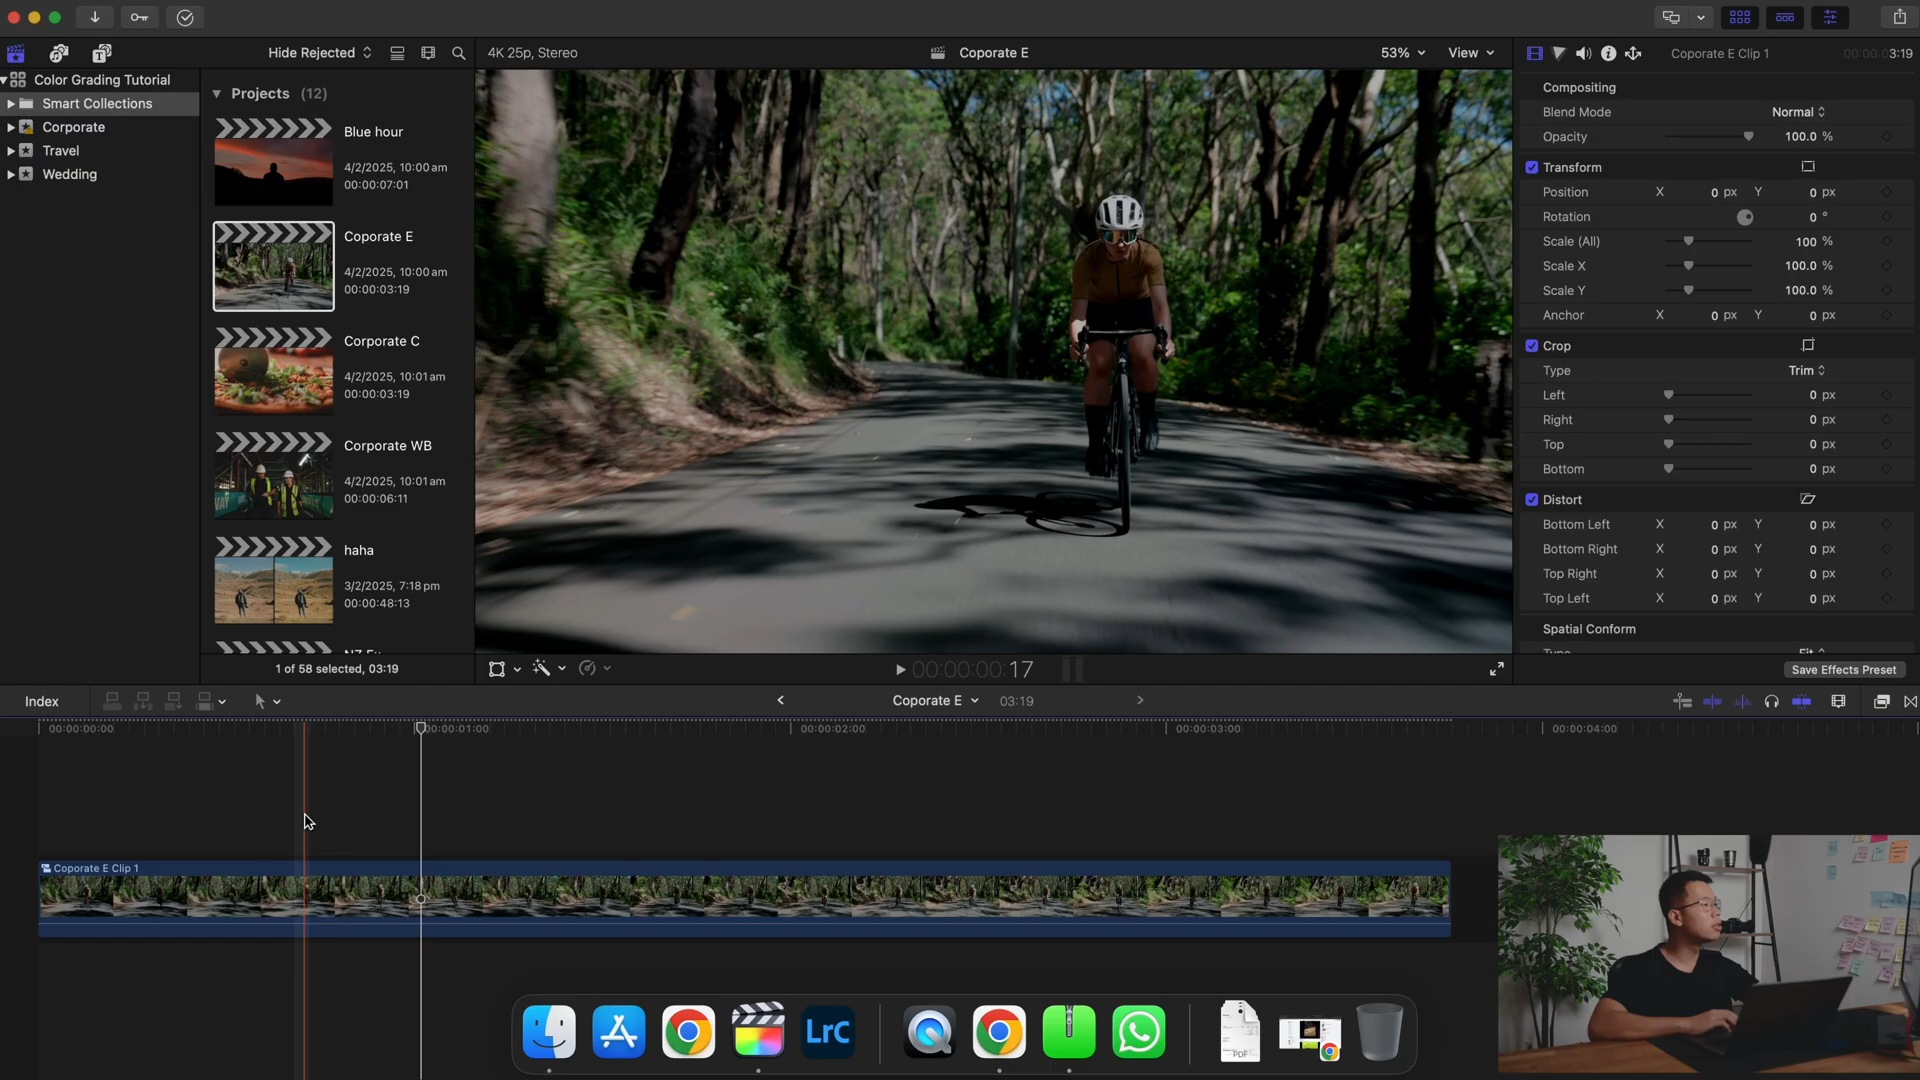 Hide Rejected
4K 25p, Stereo
Coporate E
53%
View
Coporate E Clip 1
00:00:03:19
Color Grading Tutorial
Smart Collections
Corporate
Travel
Wedding
Projects (12)
Blue hour
4/2/2025, 10:00 am
00:00:07:01
Coporate E
4/2/2025, 10:00 am
00:00:03:19
Corporate C
4/2/2025, 10:01 am
00:00:03:19
Corporate WB
4/2/2025, 10:01 am
00:00:06:11
haha
3/2/2025, 7:18 pm
00:00:48:13
1 of 58 selected, 03:19
00:00:00:17
Compositing
Blend Mode Normal
Opacity 100.0 %
Transform
Position X 0 px Y 0 px
Rotation 0 °
Scale (All) 100 %
Scale X 100.0 %
Scale Y 100.0 %
Anchor X 0 px Y 0 px
Crop
Type Trim
Left 0 px
Right 0 px
Top 0 px
Bottom 0 px
Distort
Bottom Left X 0 px Y 0 px
Bottom Right X 0 px Y 0 px
Top Right X 0 px Y 0 px
Top Left X 0 px Y 0 px
Spatial Conform
Save Effects Preset
Index
Coporate E
03:19
00:00:00:00
00:00:01:00
00:00:02:00
00:00:03:00
00:00:04:00
Coporate E Clip 1
LrC
PDF